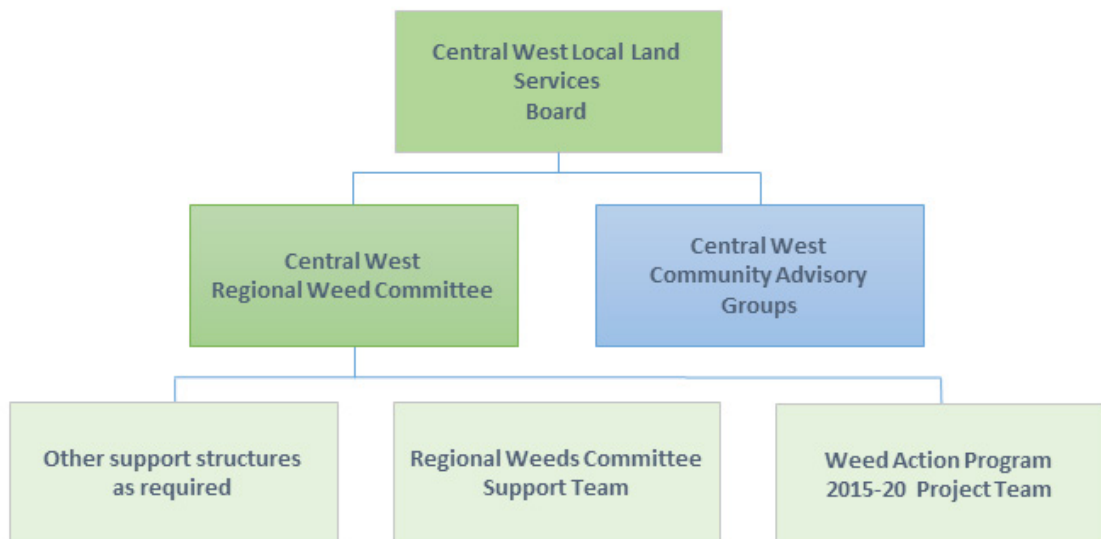 Central West Local Land
Services
Board
Central West
Regional Weed Committee
Central West
Community Advisory
Groups
Other support structures
as required
Regional Weeds Committee
Support Team
Weed Action Program
2015-20 Project Team